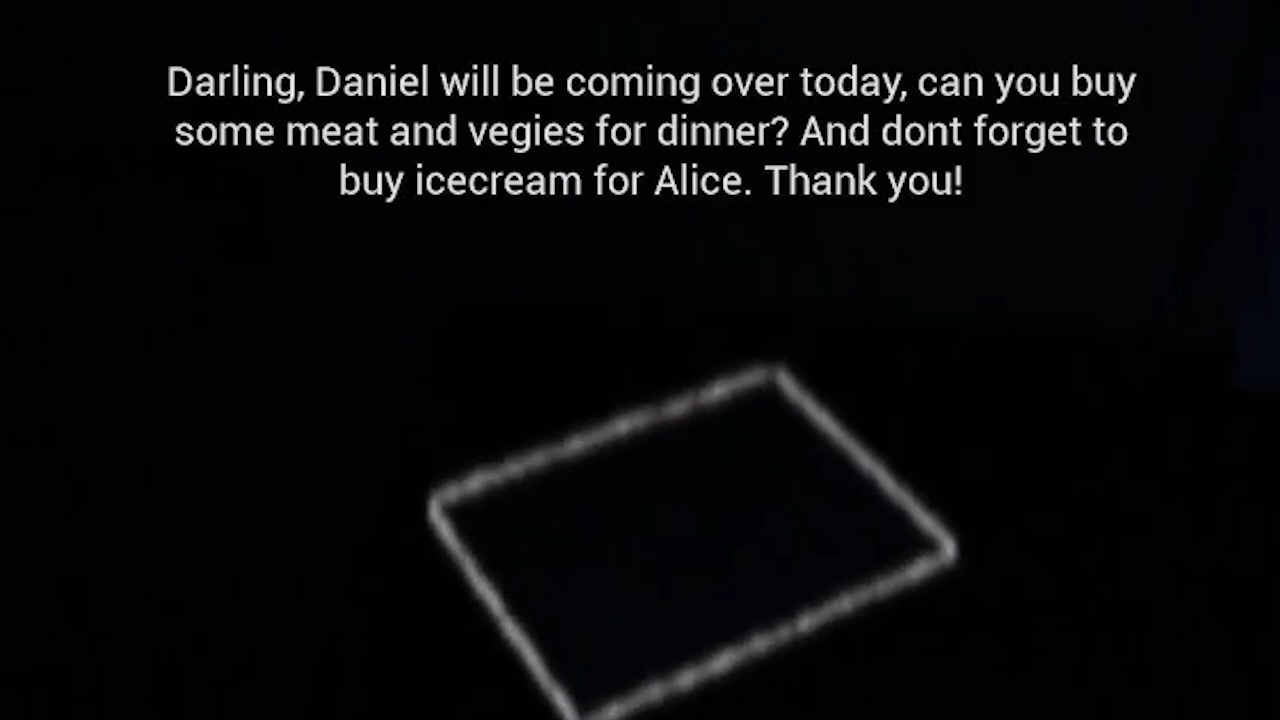 Darling, Daniel will be coming over today, can you buy
some meat and vegies for dinner? And dont forget to
buy icecream for Alice. Thank you!